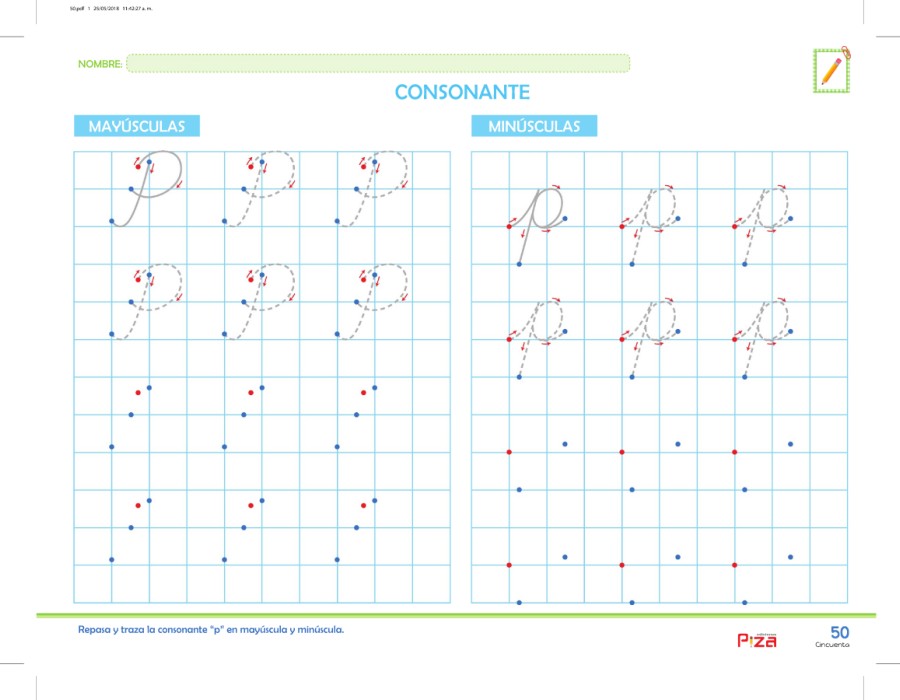 50.pdf 1 25/05/2018 11:42:27 a. m.
NOMBRE:
CONSONANTE
MAYÚSCULAS
MINÚSCULAS
P P P
p p p
P P P
p p p
Repasa y traza la consonante "p" en mayúscula y minúscula.
PiZa
50
Cincuenta